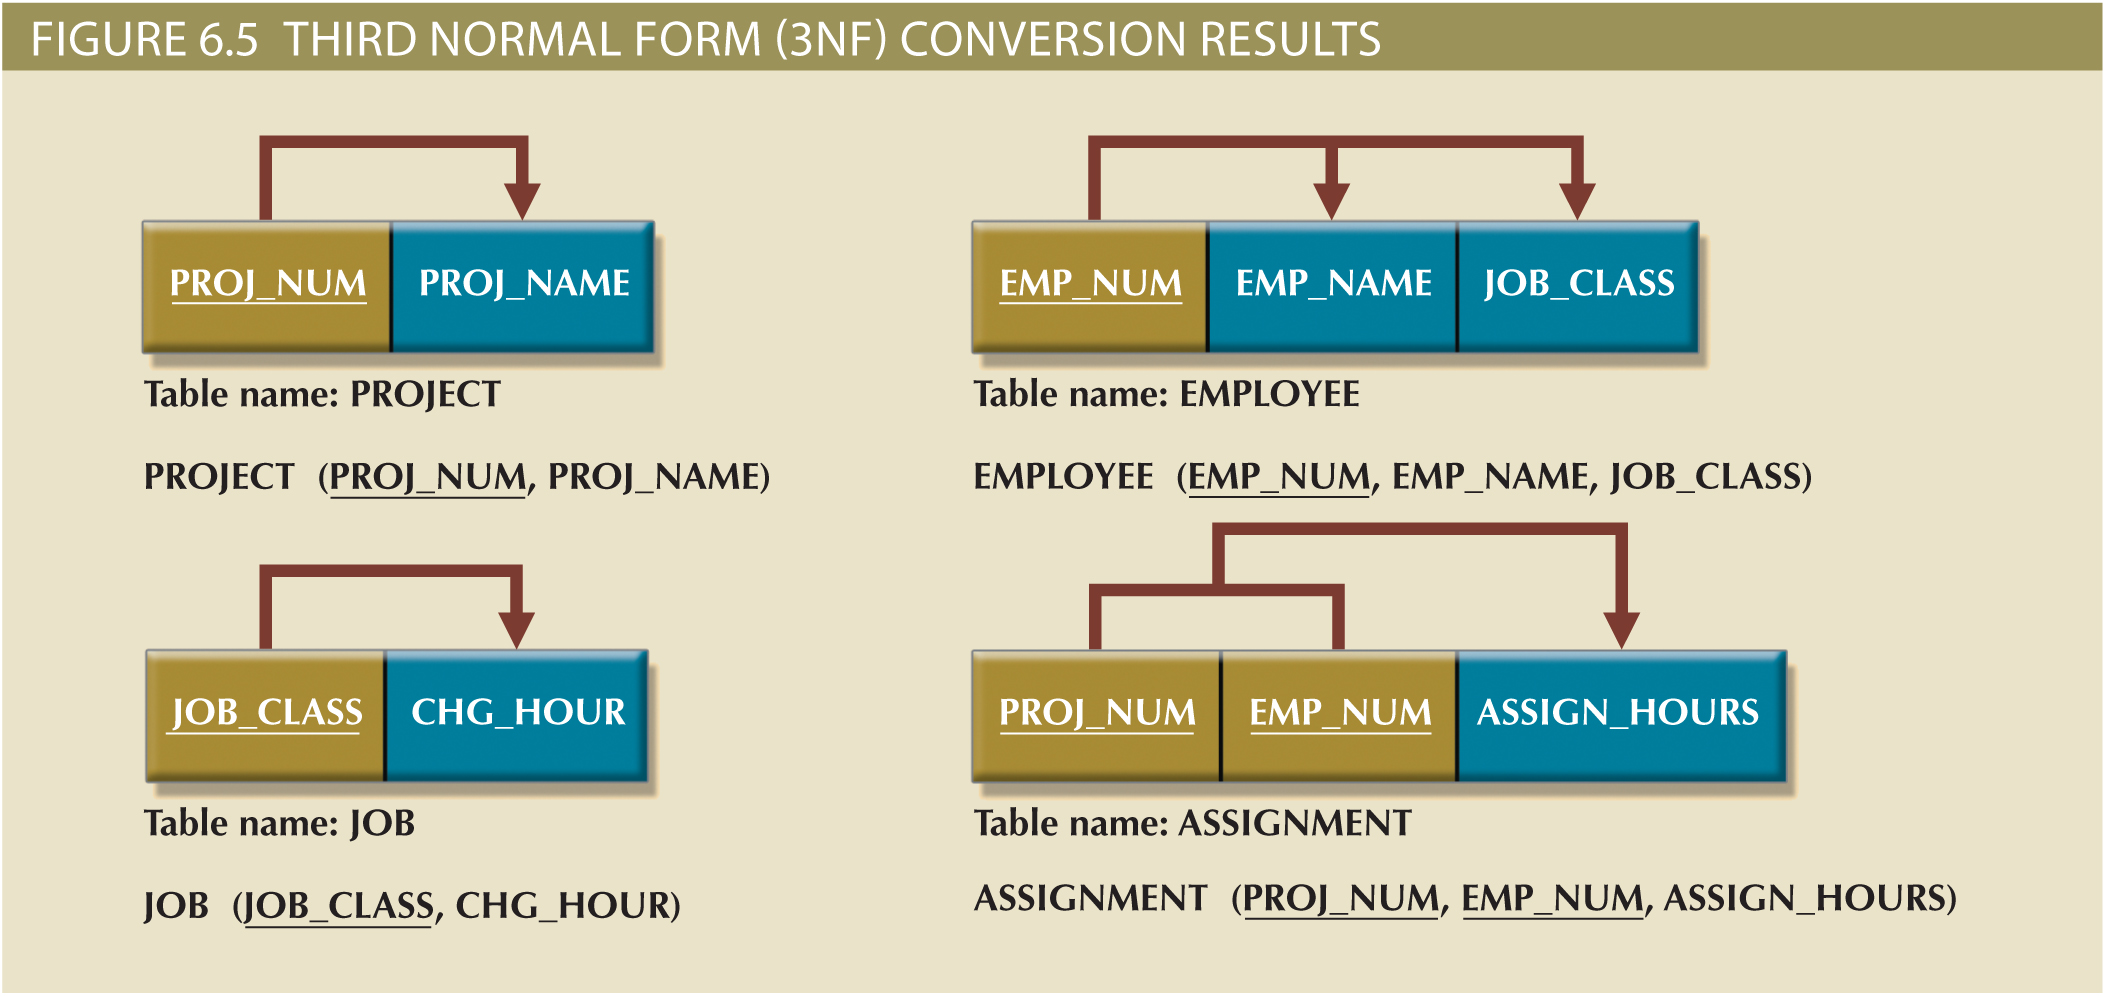 FIGURE 6.5 THIRD NORMAL FORM (3NF) CONVERSION RESULTS
PROJ_NUM PROJ_NAME
Table name: PROJECT
PROJECT (PROJ_NUM, PROJ_NAME)
EMP_NUM EMP_NAME JOB_CLASS
Table name: EMPLOYEE
EMPLOYEE (EMP_NUM, EMP_NAME, JOB_CLASS)
JOB_CLASS CHG_HOUR
Table name: JOB
JOB (JOB_CLASS, CHG_HOUR)
PROJ_NUM EMP_NUM ASSIGN_HOURS
Table name: ASSIGNMENT
ASSIGNMENT (PROJ_NUM, EMP_NUM, ASSIGN_HOURS)